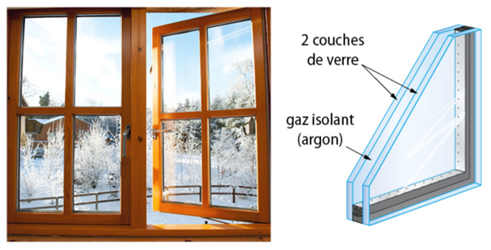 2 couches
de verre
gaz isolant
(argon)